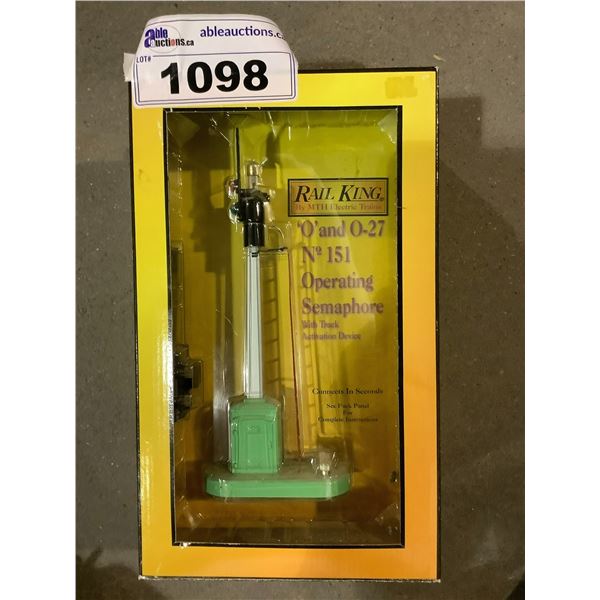 able
auctions.ca
ableauctions.ca
LOT#
1098
RAIL KING®
By MTH Electric Trains
'O' and O-27
Nº 151
Operating
Semaphore
With Track
Activation Device
Connects In Seconds
See Back Panel
For
Complete Instructions